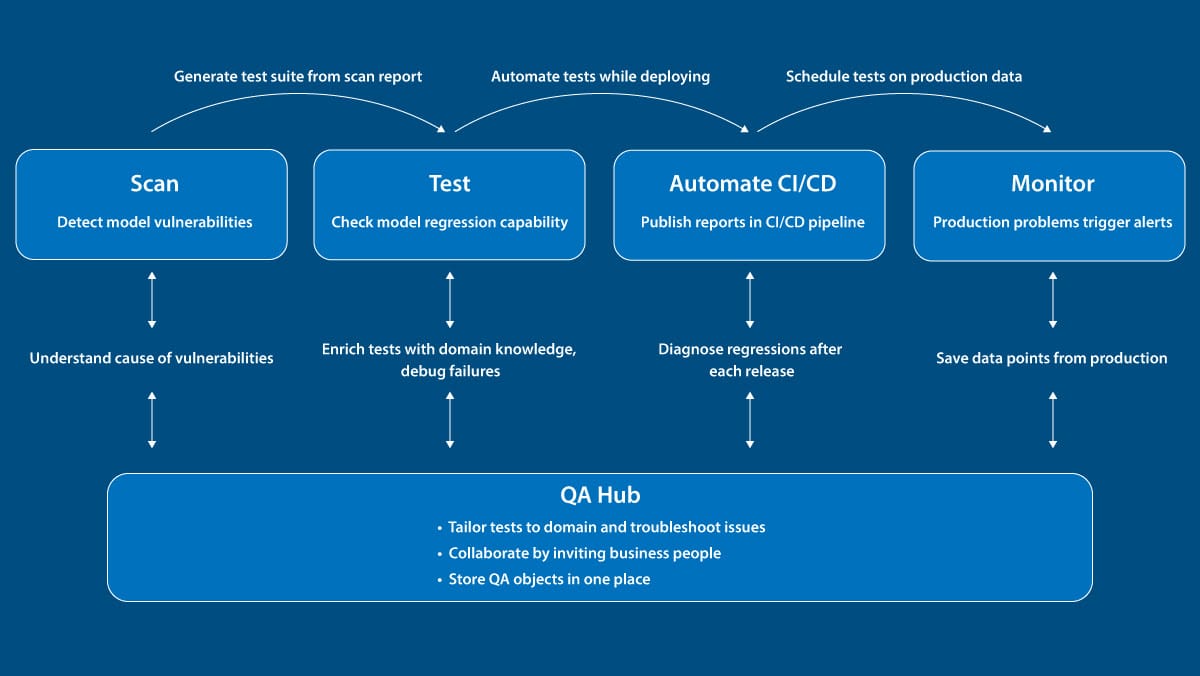 Generate test suite from scan report
Automate tests while deploying
Schedule tests on production data
Scan
Detect model vulnerabilities
Test
Check model regression capability
Automate CI/CD
Publish reports in CI/CD pipeline
Monitor
Production problems trigger alerts
Understand cause of vulnerabilities
Enrich tests with domain knowledge,
debug failures
Diagnose regressions after
each release
Save data points from production
QA Hub
• Tailor tests to domain and troubleshoot issues
• Collaborate by inviting business people
• Store QA objects in one place